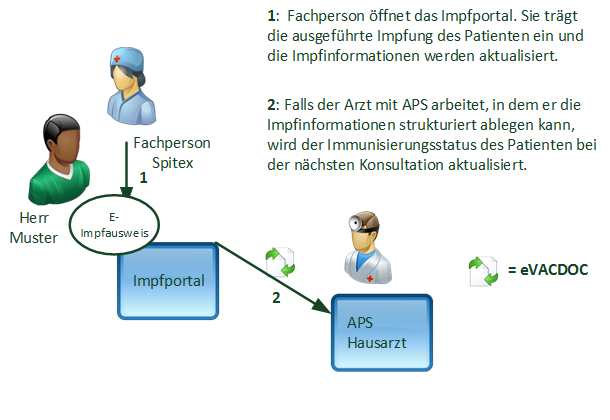 1:  Fachperson öffnet das Impfportal. Sie trägt
die ausgeführte Impfung des Patienten ein und
die Impfinformationen werden aktualisiert.
2: Falls der Arzt mit APS arbeitet, in dem er die
Impfinformationen strukturiert ablegen kann,
wird der Immunisierungsstatus des Patienten bei
der nächsten Konsultation aktualisiert.
Fachperson
Spitex
1
Herr
Muster
E-
Impfausweis
Impfportal
2
= eVACDOC
APS
Hausarzt